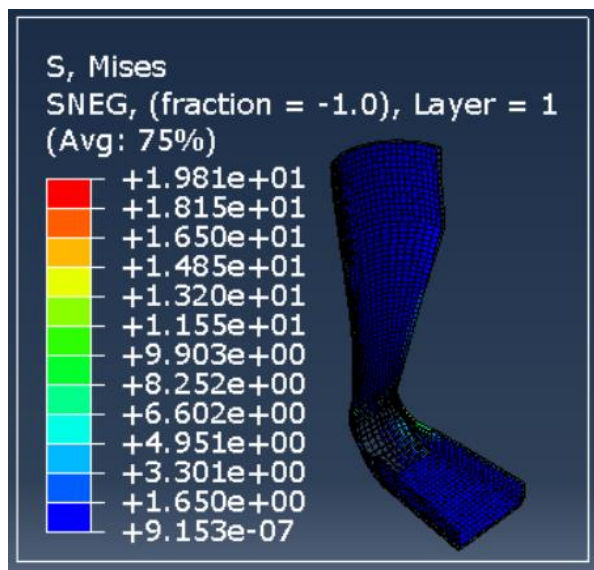 S, Mises
SNEG, (fraction = -1.0), Layer = 1
(Avg: 75%)
+1.981e+01
+1.815e+01
+1.650e+01
+1.485e+01
+1.320e+01
+1.155e+01
+9.903e+00
+8.252e+00
+6.602e+00
+4.951e+00
+3.301e+00
+1.650e+00
+9.153e-07